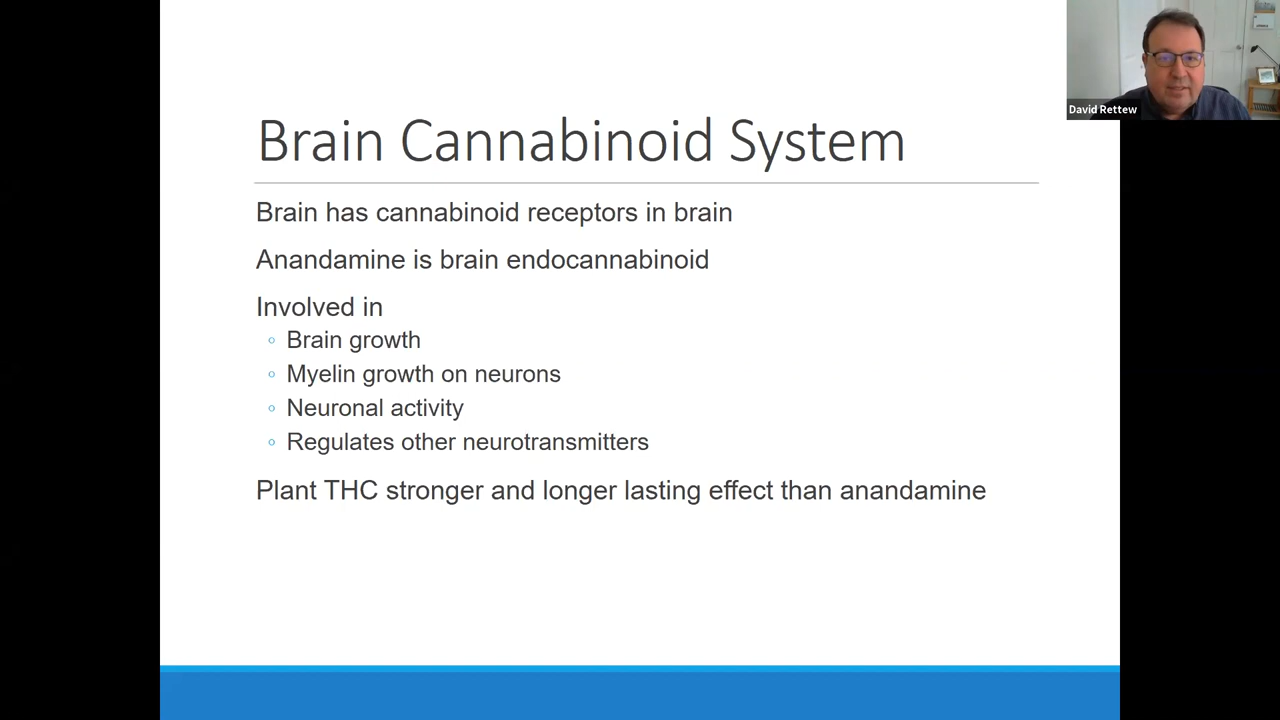 David Rettew
Brain Cannabinoid System
Brain has cannabinoid receptors in brain
Anandamine is brain endocannabinoid
Involved in
◦ Brain growth
◦ Myelin growth on neurons
◦ Neuronal activity
◦ Regulates other neurotransmitters
Plant THC stronger and longer lasting effect than anandamine